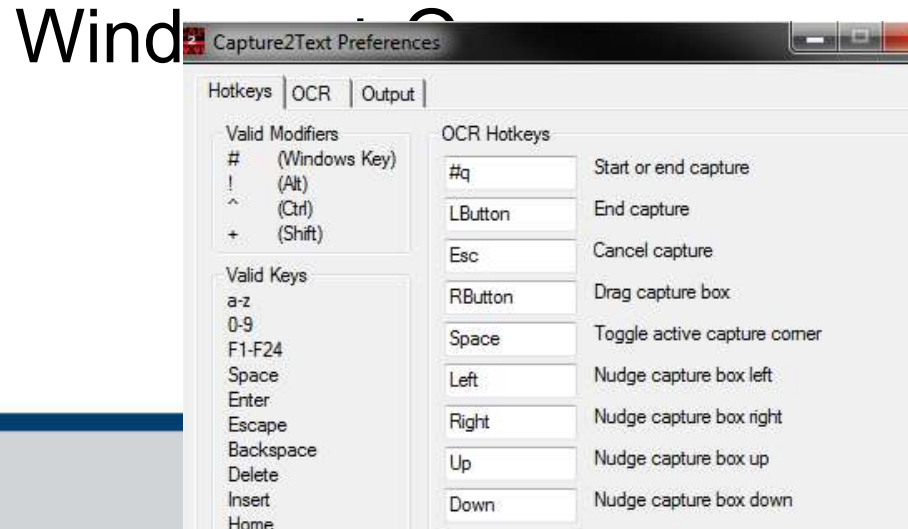 Wind
Capture2Text Preferences
Hotkeys OCR Output
Valid Modifiers
# (Windows Key)
! (Alt)
^ (Ctrl)
+ (Shift)
Valid Keys
a-z
0-9
F1-F24
Space
Enter
Escape
Backspace
Delete
Insert
Home
OCR Hotkeys
#q Start or end capture
LButton End capture
Esc Cancel capture
RButton Drag capture box
Space Toggle active capture corner
Left Nudge capture box left
Right Nudge capture box right
Up Nudge capture box up
Down Nudge capture box down